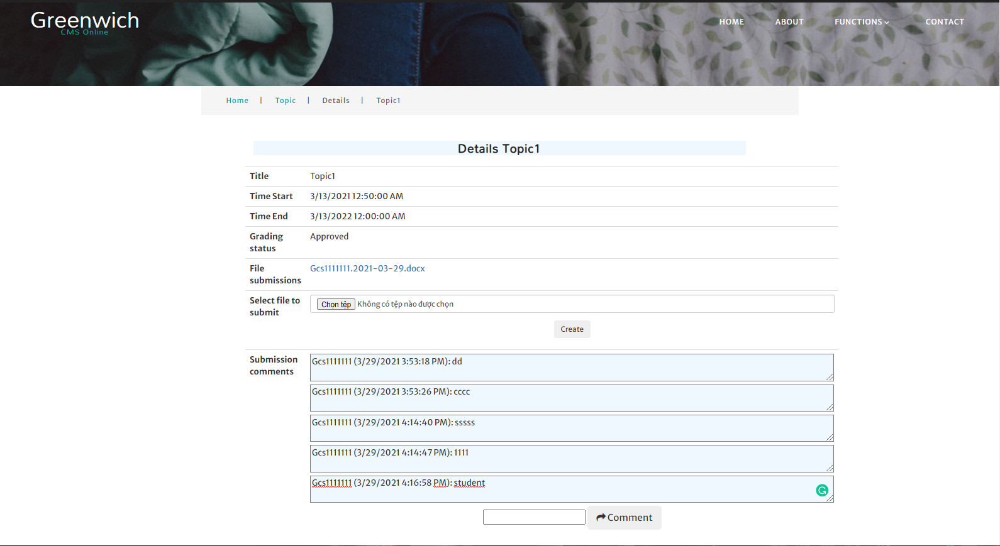 Greenwich
CMS Online
HOME ABOUT FUNCTIONS CONTACT
Home | Topic | Details | Topic1
Details Topic1
Title Topic1
Time Start 3/13/2021 12:50:00 AM
Time End 3/13/2022 12:00:00 AM
Grading status Approved
File submissions Gcs1111111.2021-03-29.docx
Select file to submit Chọn tệp Không có tệp nào được chọn
Create
Submission comments
Gcs1111111 (3/29/2021 3:53:18 PM): dd
Gcs1111111 (3/29/2021 3:53:26 PM): cccc
Gcs1111111 (3/29/2021 4:14:40 PM): sssss
Gcs1111111 (3/29/2021 4:14:47 PM): 1111
Gcs1111111 (3/29/2021 4:16:58 PM): student
Comment